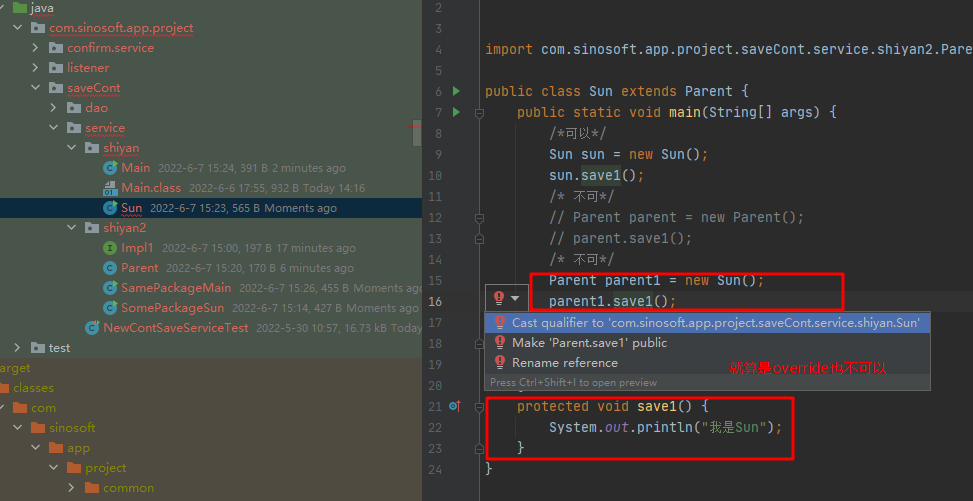 java
com.sinosoft.app.project
confirm.service
listener
saveCont
dao
service
shiyan
Main 2022-6-7 15:24, 391 B 2 minutes ago
Main.class 2022-6-6 17:55, 932 B Today 14:16
Sun 2022-6-7 15:23, 565 B Moments ago
shiyan2
Impl1 2022-6-7 15:00, 197 B 17 minutes ago
Parent 2022-6-7 15:20, 170 B 6 minutes ago
SamePackageMain 2022-6-7 15:26, 455 B Moments ago
SomePackageSun 2022-6-7 15:14, 427 B Moments ago
NewContSaveServiceTest 2022-5-30 10:57, 16.73 kB Today
test
arget
classes
com
sinosoft
app
project
common
2
3
4 import com.sinosoft.app.project.saveCont.service.shiyan2.Pare
5
6 public class Sun extends Parent {
7 public static void main(String[] args) {
8 /*可以*/
9 Sun sun = new Sun();
10 sun.save1();
11 /* 不可*/
12 // Parent parent = new Parent();
13 // parent.save1();
14 /* 不可*/
15 Parent parent1 = new Sun();
16 parent1.save1();
17 Cast qualifier to 'com.sinosoft.app.project.saveCont.service.shiyan.Sun'
Make 'Parent.save1' public
18
Rename reference
就算是override也不可以
Press Ctrl+Shift+I to open preview
20
21 protected void save1() {
22 System.out.println("我是Sun");
23 }
24 }